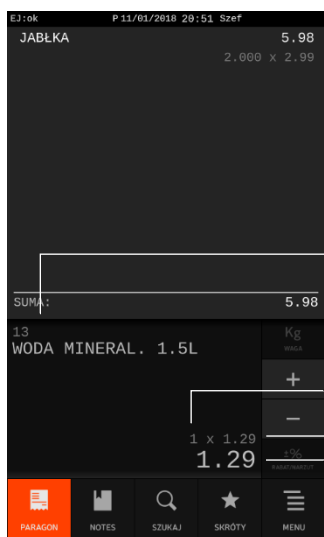 EJ:ok P 11/01/2018 20:51 Szef
JABŁKA 5.98
2.000 x 2.99
SUMA: 5.98
13
WODA MINERAL. 1.5L
Kg
WAGA
+
−
1 x 1.29
1.29
±%
RABAT/NARZUT
PARAGON NOTES SZUKAJ SKRÓTY MENU